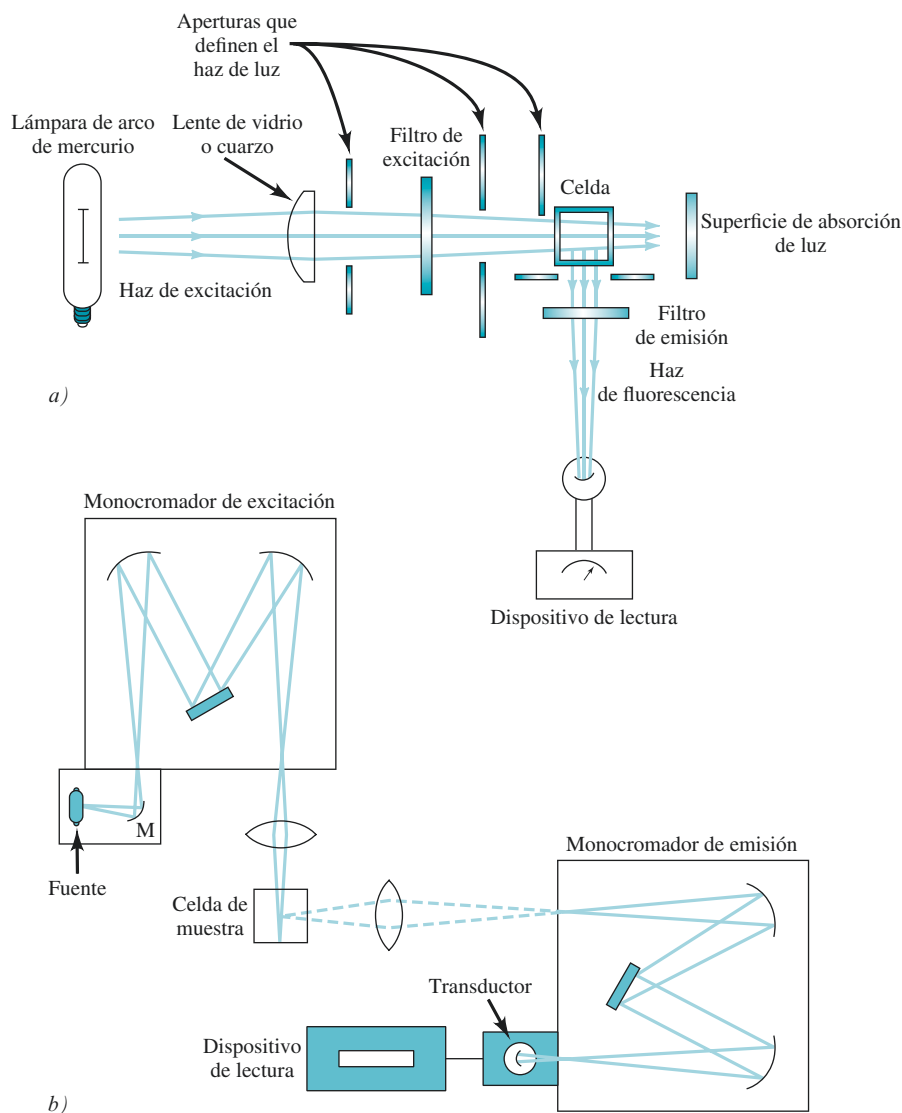 Aperturas que
definen el
haz de luz
Lámpara de arco
de mercurio
Lente de vidrio
o cuarzo
Filtro de
excitación
Celda
Superficie de absorción
de luz
Haz de excitación
Filtro
de emisión
Haz
de fluorescencia
a)
Dispositivo de lectura
Monocromador de excitación
M
Fuente
Celda de
muestra
Monocromador de emisión
Transductor
Dispositivo
de lectura
b)